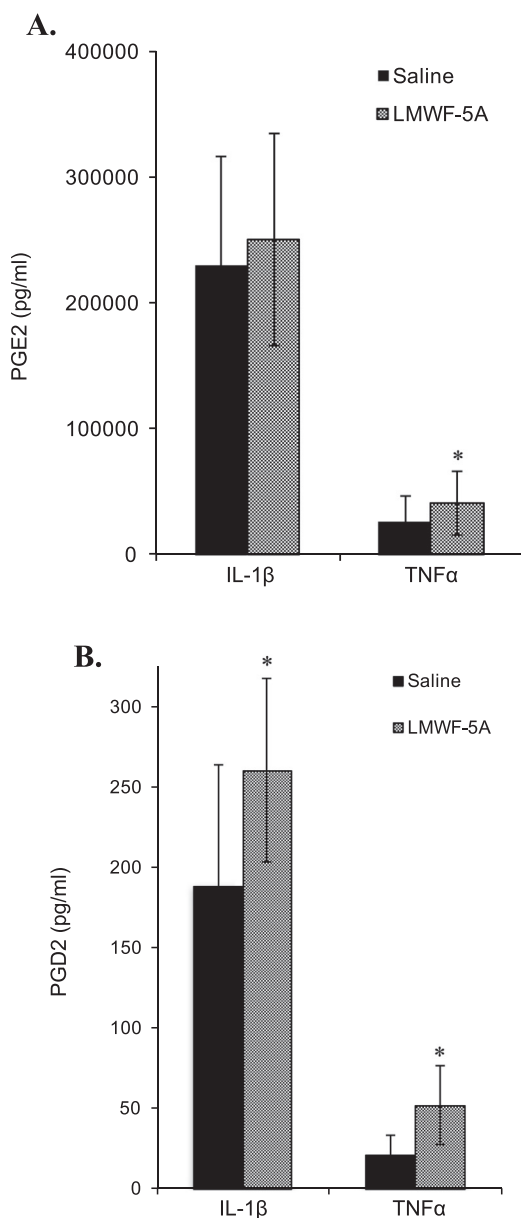 A.
400000
Saline
LMWF-5A
300000
200000
100000
0
PGE2 (pg/ml)
*
IL-1β
TNFα
B.
300
Saline
LMWF-5A
250
200
150
100
50
0
PGD2 (pg/ml)
*
*
IL-1β
TNFα